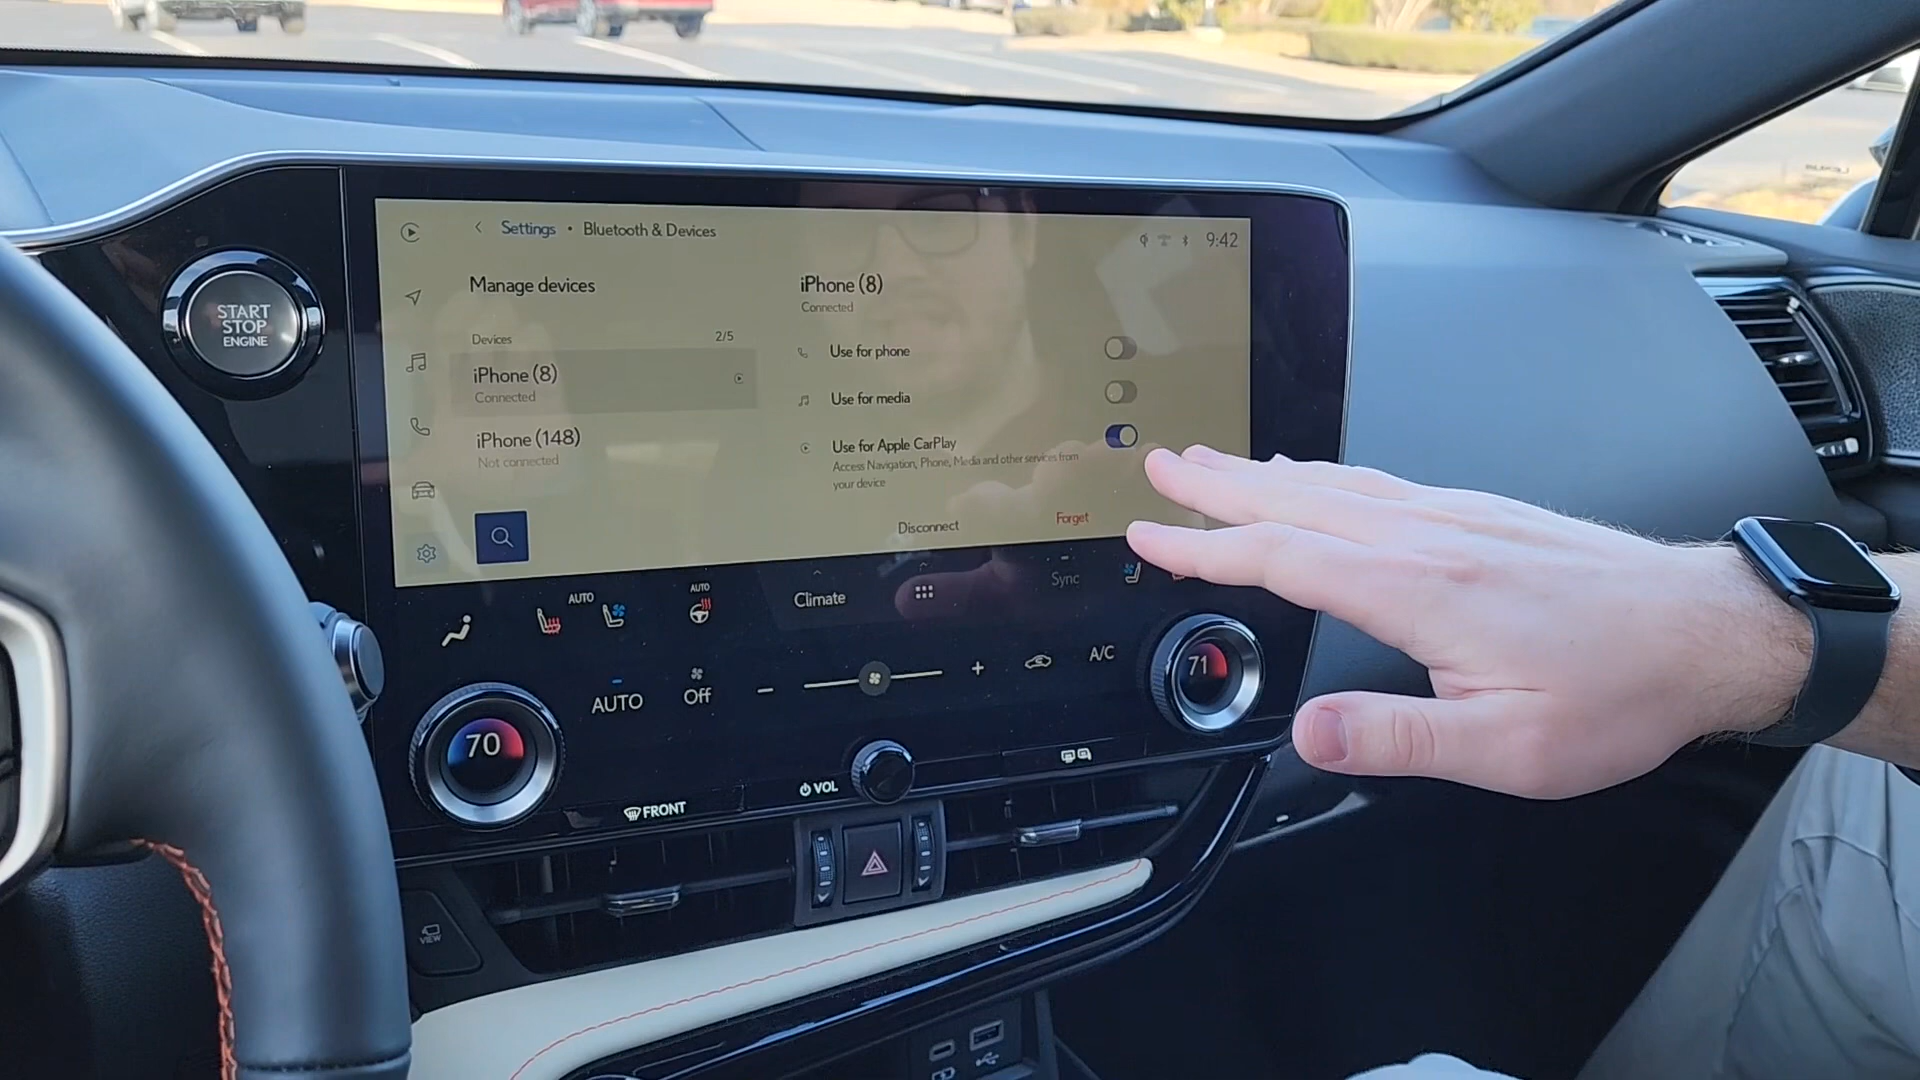 START
STOP
ENGINE
Settings • Bluetooth & Devices
9:42
Manage devices
Devices 2/5
iPhone (8)
Connected
iPhone (148)
Not connected
iPhone (8)
Connected
Use for phone
Use for media
Use for Apple CarPlay
Access Navigation, Phone, Media and other services from
your device
Disconnect
Forget
AUTO
AUTO
Climate
Sync
AUTO
Off
A/C
70
71
FRONT
VOL
VIEW